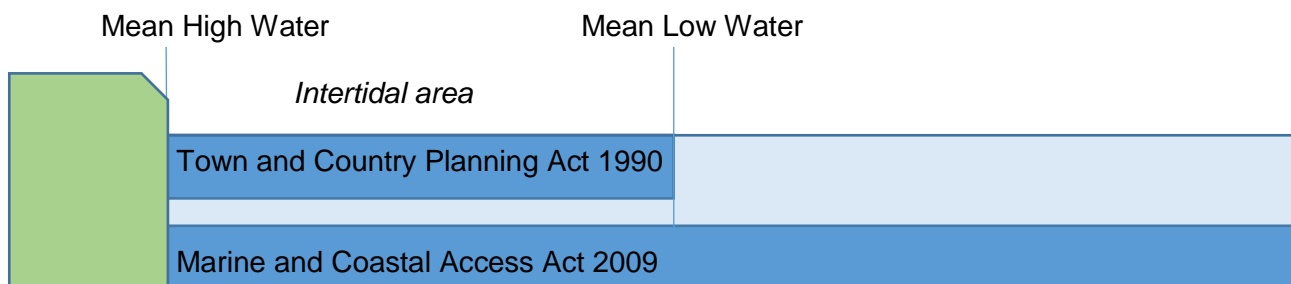 Mean High Water
Mean Low Water
Intertidal area
Town and Country Planning Act 1990
Marine and Coastal Access Act 2009